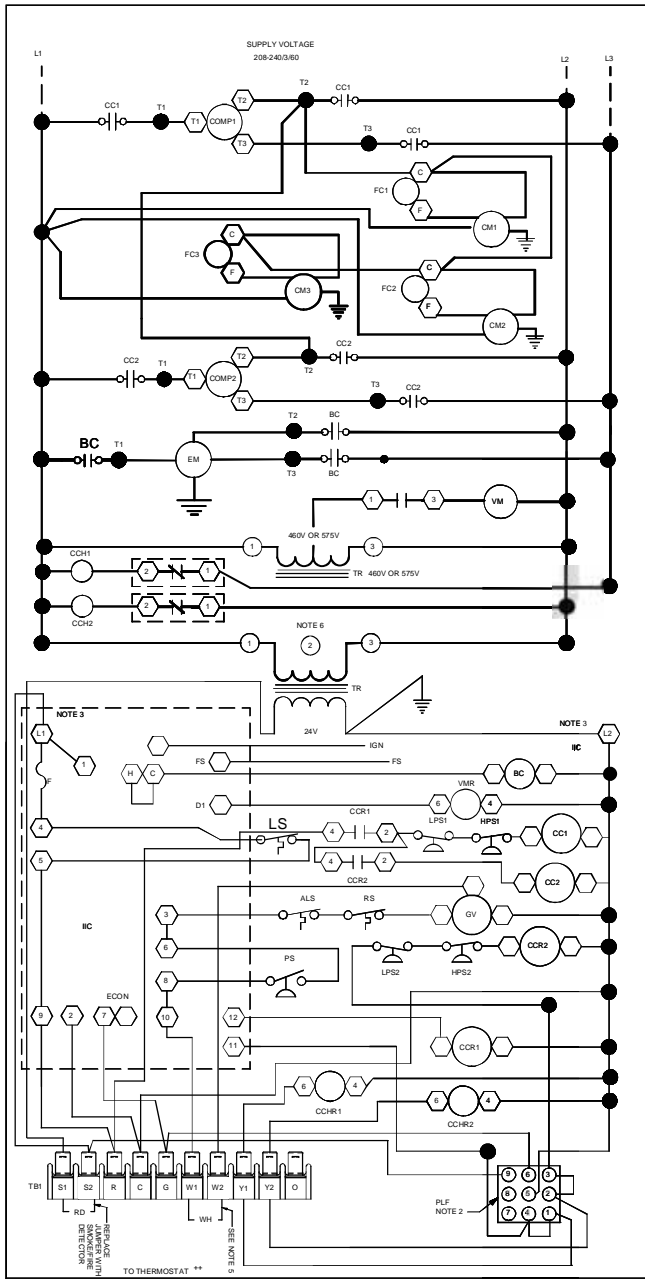 SUPPLY VOLTAGE
208-240/3/60
L1
L2
L3
T2
CC1
CC1
T1
T2
T1
COMP1
T3
T3
CC1
C
FC1
F
CM1
C
FC3
F
CM3
C
FC2
F
CM2
CC2
T1
T2
T2
CC2
T1
COMP2
T3
T3
CC2
BC
T1
T2
BC
EM
T3
BC
1
3
VM
460V OR 575V
1
3
TR 460V OR 575V
CCH1
2
1
2
1
CCH2
NOTE 6
1
2
3
TR
24V
NOTE 3
NOTE 3
L1
L2
IIC
1
IGN
FS
FS
H
C
BC
F
D1
VMR
6
4
CCR1
LPS1
HPS1
4
LS
4
2
CC1
5
4
2
CC2
CCR2
3
ALS
RS
GV
IIC
6
CCR2
PS
LPS2
HPS2
8
ECON
9
2
7
10
12
11
CCR1
6
4
CCHR1
6
4
CCHR2
TB1
S1
S2
R
C
G
W1
W2
Y1
Y2
O
9
6
3
8
5
2
7
4
1
PLF
NOTE 2
RD
WH
REPLACE
JUMPER WITH
SMOKE/FIRE
DETECTOR
SEE NOTE 5
TO THERMOSTAT ++